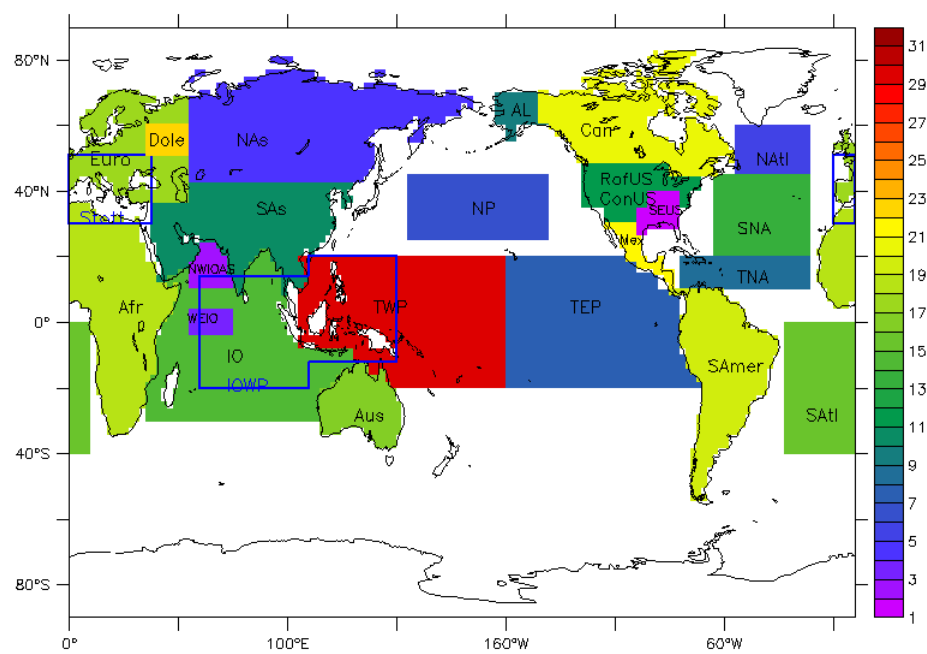 80°N
40°N
0°
40°S
80°S
0°
100°E
160°W
60°W
31
29
27
25
23
21
19
17
15
13
11
9
7
5
3
1
AL
Can
Dole
NAs
Euro
NAtl
RofUS
ConUS
SEUS
SAs
NP
Stott
SNA
Mex
NWIOAS
TNA
Afr
TWP
TEP
WEIO
IO
SAmer
IOWP
Aus
SAtl